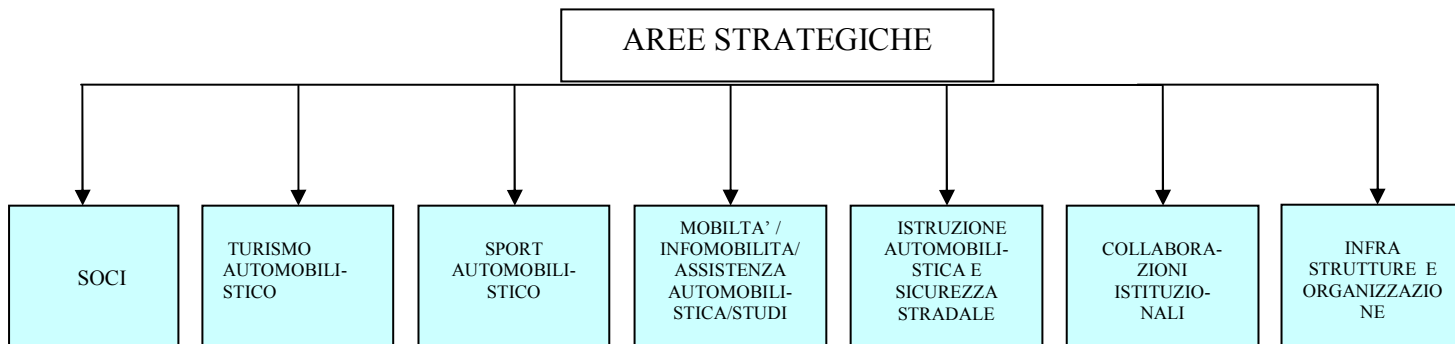 AREE STRATEGICHE
SOCI
TURISMO
AUTOMOBILI-
STICO
SPORT
AUTOMOBILI-
STICO
MOBILTA’ /
INFOMOBILITA/
ASSISTENZA
AUTOMOBILI-
STICA/STUDI
ISTRUZIONE
AUTOMOBILI-
STICA E
SICUREZZA
STRADALE
COLLABORA-
ZIONI
ISTITUZIO-
NALI
INFRA
STRUTTURE E
ORGANIZZAZIO
NE